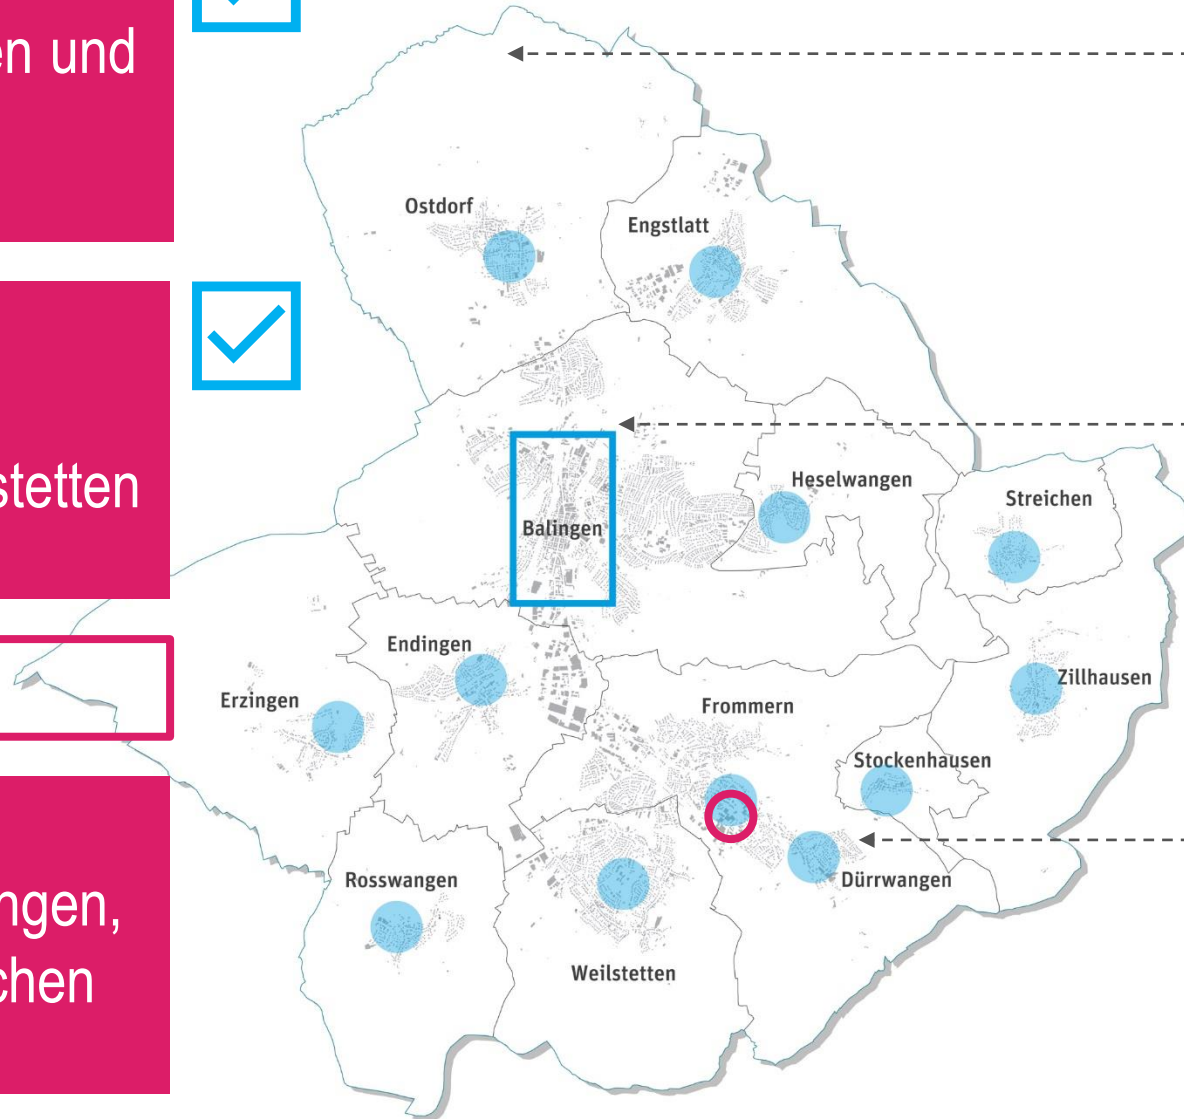 en und
stetten
ngen,
chen
Ostdorf
Engstlatt
Heselwangen
Streichen
Balingen
Endingen
Erzingen
Zillhausen
Frommern
Stockenhausen
Rosswangen
Dürrwangen
Weilstetten